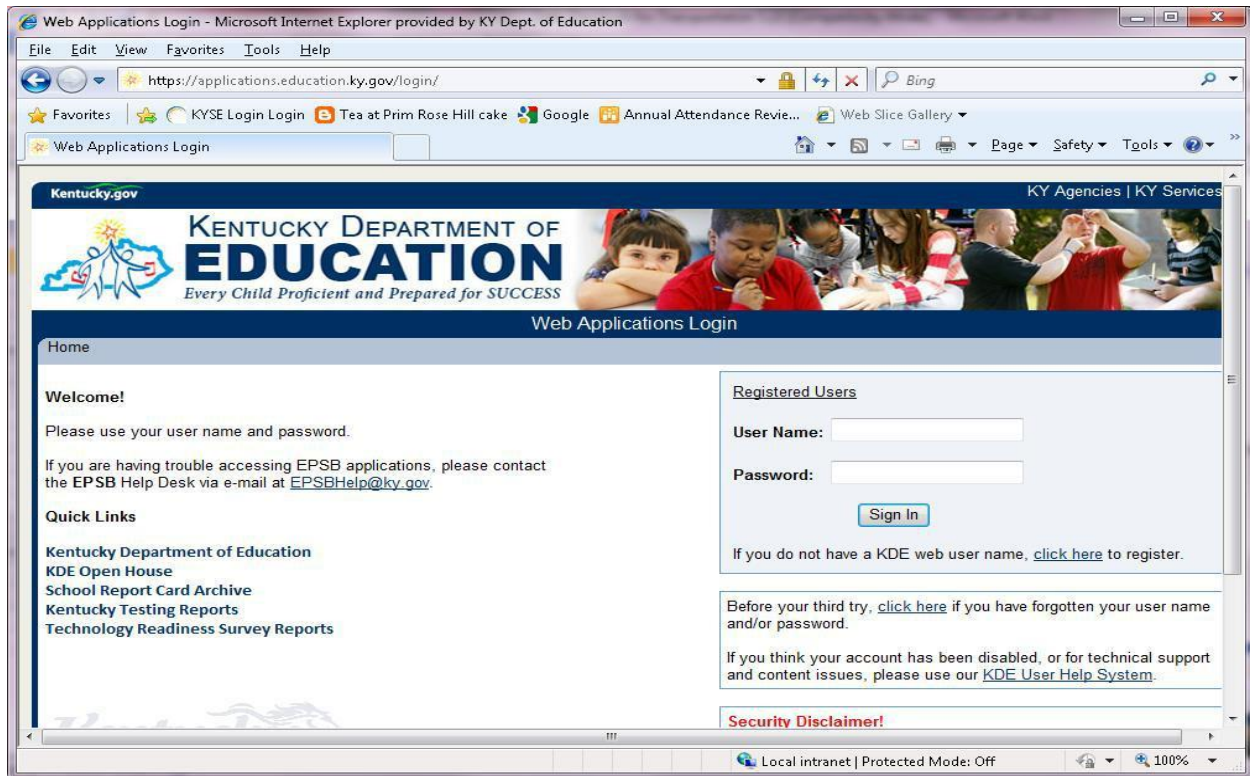 Web Applications Login - Microsoft Internet Explorer provided by KY Dept. of Education
File Edit View Favorites Tools Help
https://applications.education.ky.gov/login/ Bing
Favorites KYSE Login Login Tea at Prim Rose Hill cake Google Annual Attendance Revie... Web Slice Gallery
Web Applications Login Page Safety Tools
Kentucky.gov KY Agencies | KY Services
KENTUCKY DEPARTMENT OF
EDUCATION
Every Child Proficient and Prepared for SUCCESS
Web Applications Login
Home
Welcome!
Please use your user name and password.
If you are having trouble accessing EPSB applications, please contact
the EPSB Help Desk via e-mail at EPSBHelp@ky.gov.
Quick Links
Kentucky Department of Education
KDE Open House
School Report Card Archive
Kentucky Testing Reports
Technology Readiness Survey Reports
Registered Users
User Name:
Password:
Sign In
If you do not have a KDE web user name, click here to register.
Before your third try, click here if you have forgotten your user name
and/or password.
If you think your account has been disabled, or for technical support
and content issues, please use our KDE User Help System.
Security Disclaimer!
Local intranet | Protected Mode: Off 100%